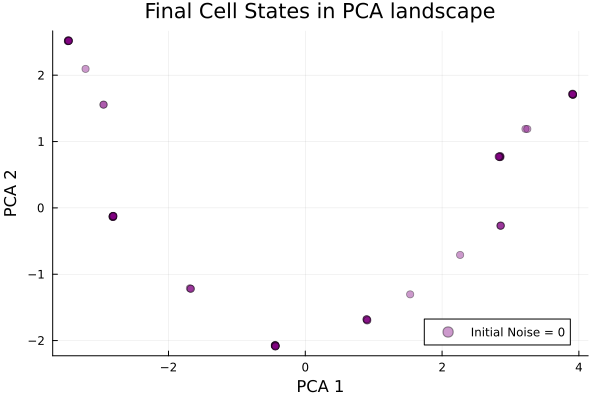 Final Cell States in PCA landscape
PCA 2
2
1
0
−1
−2
Initial Noise = 0
−2
0
2
4
PCA 1